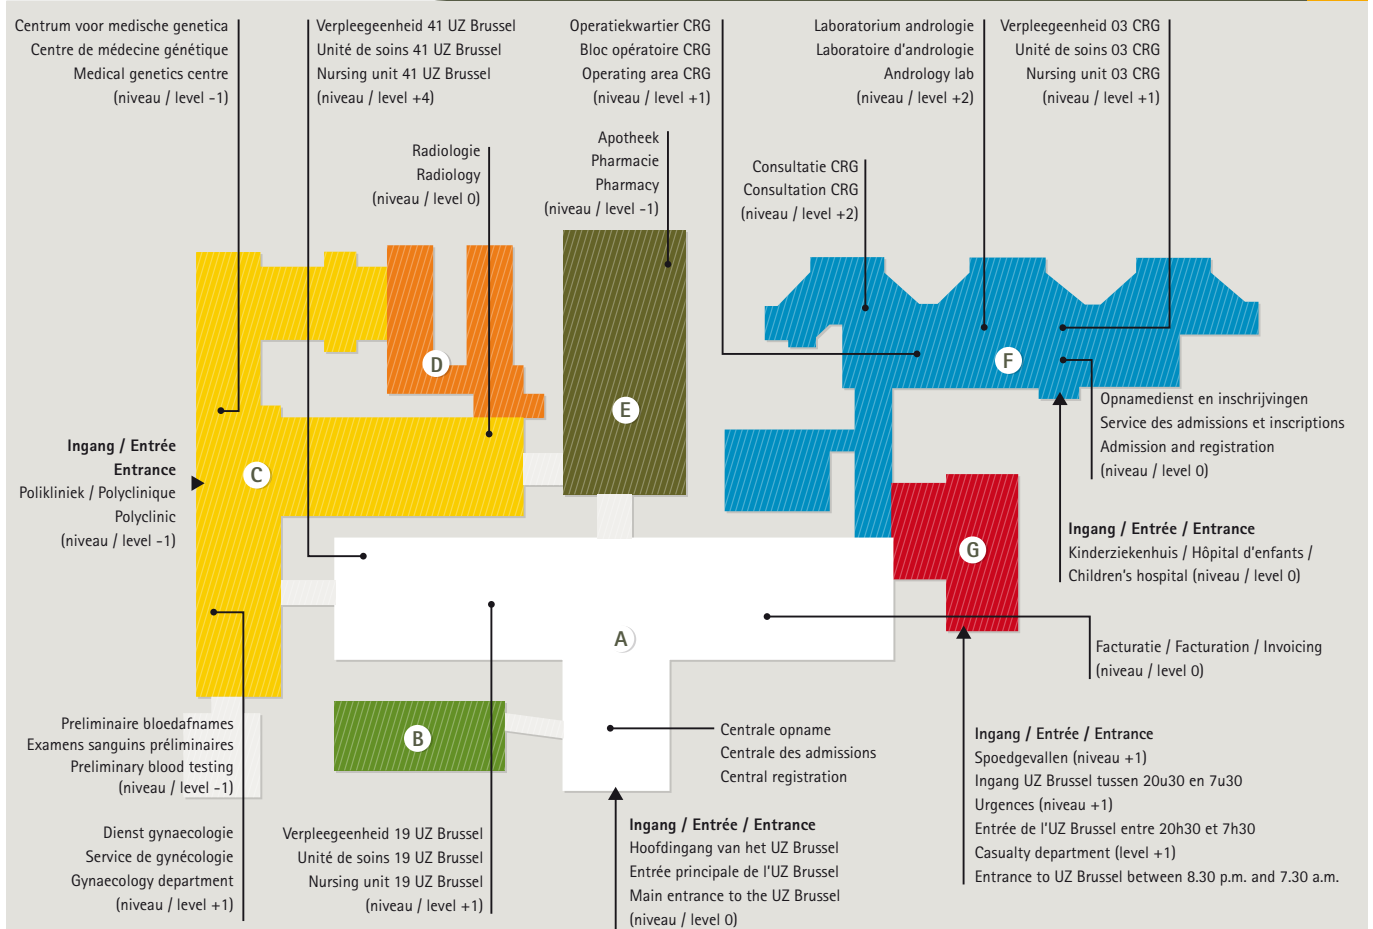 Centrum voor medische genetica
Centre de médecine génétique
Medical genetics centre
(niveau / level -1)
Verpleegeenheid 41 UZ Brussel
Unité de soins 41 UZ Brussel
Nursing unit 41 UZ Brussel
(niveau / level +4)
Operatiekwartier CRG
Bloc opératoire CRG
Operating area CRG
(niveau / level +1)
Laboratorium andrologie
Laboratoire d'andrologie
Andrology lab
(niveau / level +2)
Verpleegeenheid 03 CRG
Unité de soins 03 CRG
Nursing unit 03 CRG
(niveau / level +1)
Radiologie
Radiology
(niveau / level 0)
Apotheek
Pharmacie
Pharmacy
(niveau / level -1)
Consultatie CRG
Consultation CRG
(niveau / level +2)
D
E
F
C
G
A
B
Ingang / Entrée
Entrance
Polikliniek / Polyclinique
Polyclinic
(niveau / level -1)
Opnamedienst en inschrijvingen
Service des admissions et inscriptions
Admission and registration
(niveau / level 0)
Ingang / Entrée / Entrance
Kinderziekenhuis / Hôpital d'enfants /
Children's hospital (niveau / level 0)
Facturatie / Facturation / Invoicing
(niveau / level 0)
Preliminaire bloedafnames
Examens sanguins préliminaires
Preliminary blood testing
(niveau / level -1)
Centrale opname
Centrale des admissions
Central registration
Ingang / Entrée / Entrance
Spoedgevallen (niveau +1)
Ingang UZ Brussel tussen 20u30 en 7u30
Urgences (niveau +1)
Entrée de l'UZ Brussel entre 20h30 et 7h30
Casualty department (level +1)
Entrance to UZ Brussel between 8.30 p.m. and 7.30 a.m.
Dienst gynaecologie
Service de gynécologie
Gynaecology department
(niveau / level +1)
Verpleegeenheid 19 UZ Brussel
Unité de soins 19 UZ Brussel
Nursing unit 19 UZ Brussel
(niveau / level +1)
Ingang / Entrée / Entrance
Hoofdingang van het UZ Brussel
Entrée principale de l'UZ Brussel
Main entrance to the UZ Brussel
(niveau / level 0)